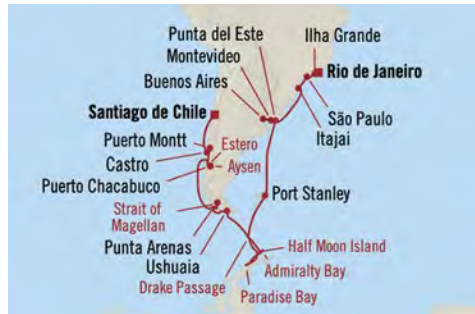 Punta del Este
Ilha Grande
Montevideo
Buenos Aires
Rio de Janeiro
Santiago de Chile
São Paulo
Itajai
Puerto Montt
Estero
Castro
Aysen
Puerto Chacabuco
Port Stanley
Strait of
Magellan
Punta Arenas
Half Moon Island
Ushuaia
Admiralty Bay
Drake Passage
Paradise Bay